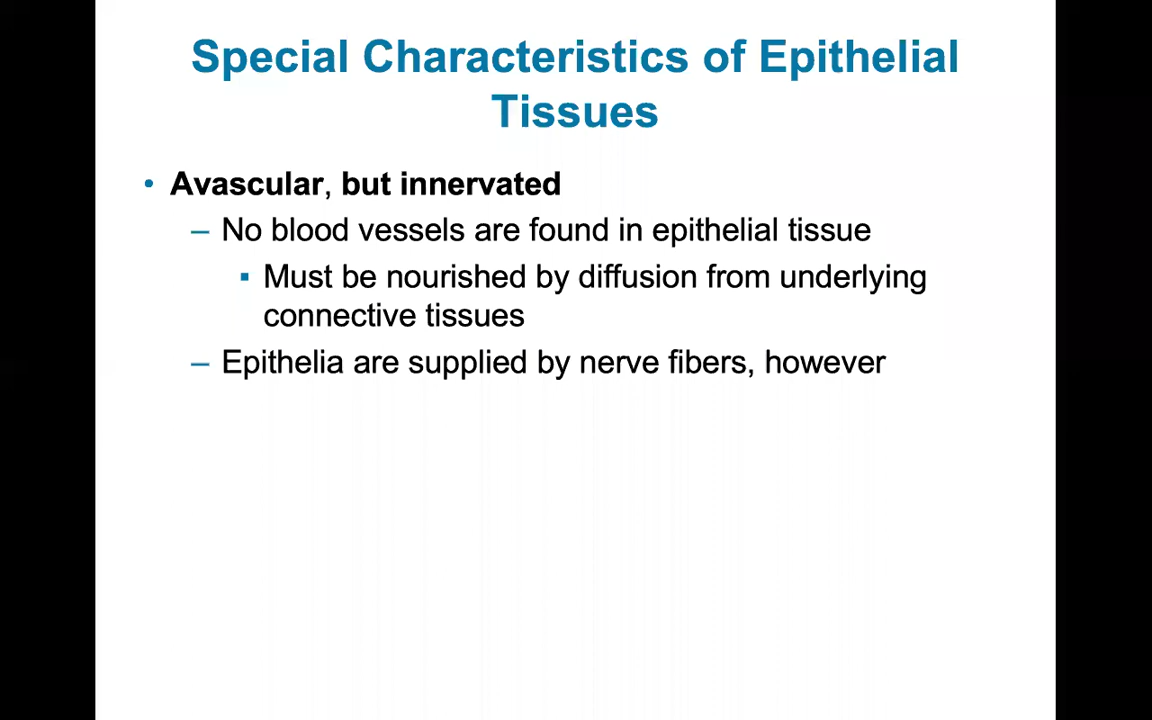 Special Characteristics of Epithelial
Tissues
• Avascular, but innervated
– No blood vessels are found in epithelial tissue
▪ Must be nourished by diffusion from underlying
connective tissues
– Epithelia are supplied by nerve fibers, however